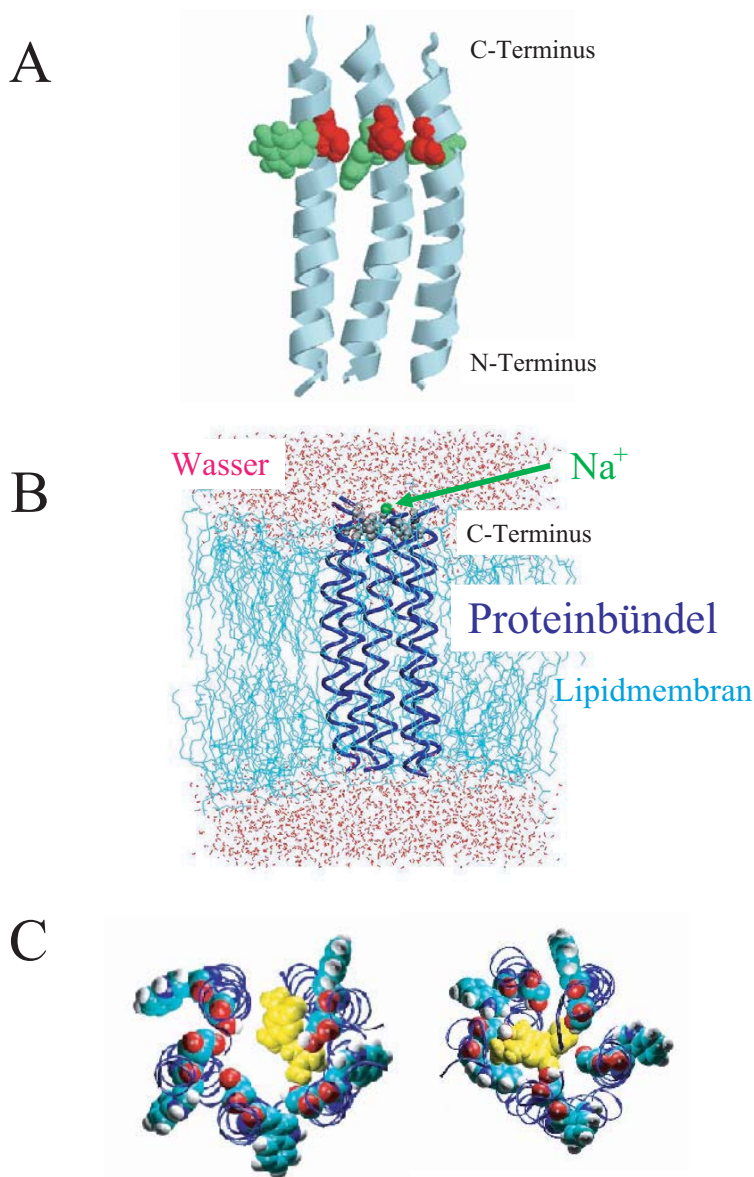 A
C-Terminus
N-Terminus
B
Wasser
Na⁺
C-Terminus
Proteinbündel
Lipidmembran
C